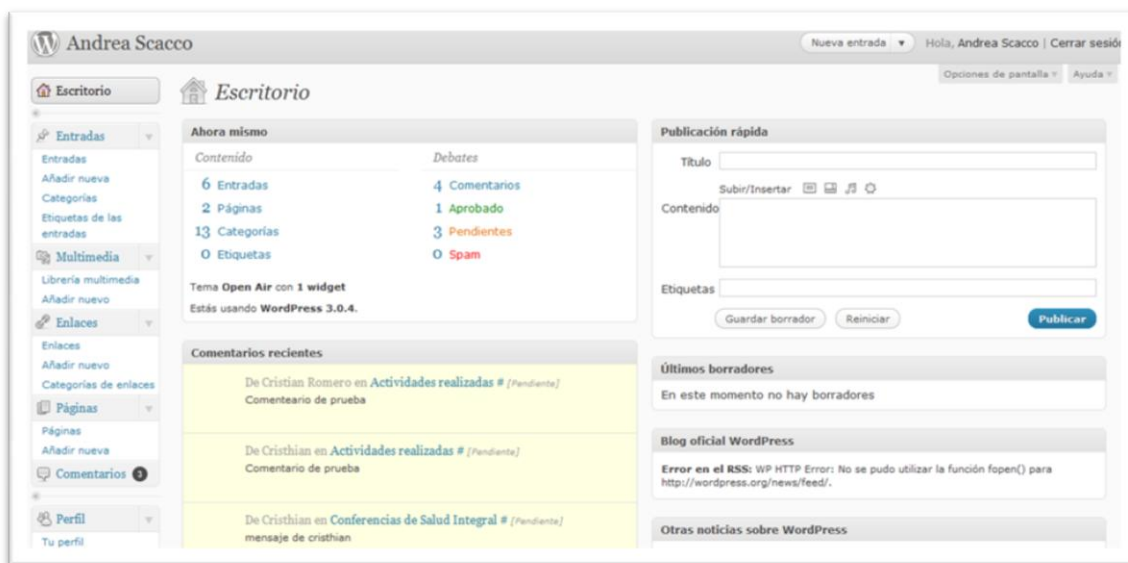 Andrea Scacco
Nueva entrada
Hola, Andrea Scacco | Cerrar sesión
Opciones de pantalla
Ayuda
Escritorio
Entradas
Entradas
Añadir nueva
Categorías
Etiquetas de las
entradas
Multimedia
Librería multimedia
Añadir nuevo
Enlaces
Enlaces
Añadir nuevo
Categorías de enlaces
Páginas
Páginas
Añadir nueva
Comentarios 3
Perfil
Tu perfil
Escritorio
Ahora mismo
Contenido
6 Entradas
2 Páginas
13 Categorías
0 Etiquetas
Debates
4 Comentarios
1 Aprobado
3 Pendientes
0 Spam
Tema Open Air con 1 widget
Estás usando WordPress 3.0.4.
Comentarios recientes
De Cristian Romero en Actividades realizadas # [Pendiente]
Comenteario de prueba
De Cristhian en Actividades realizadas # [Pendiente]
Comentario de prueba
De Cristhian en Conferencias de Salud Integral # [Pendiente]
mensaje de cristhian
Publicación rápida
Título
Subir/Insertar
Contenido
Etiquetas
Guardar borrador
Reiniciar
Publicar
Últimos borradores
En este momento no hay borradores
Blog oficial WordPress
Error en el RSS: WP HTTP Error: No se pudo utilizar la función fopen() para
http://wordpress.org/news/feed/.
Otras noticias sobre WordPress